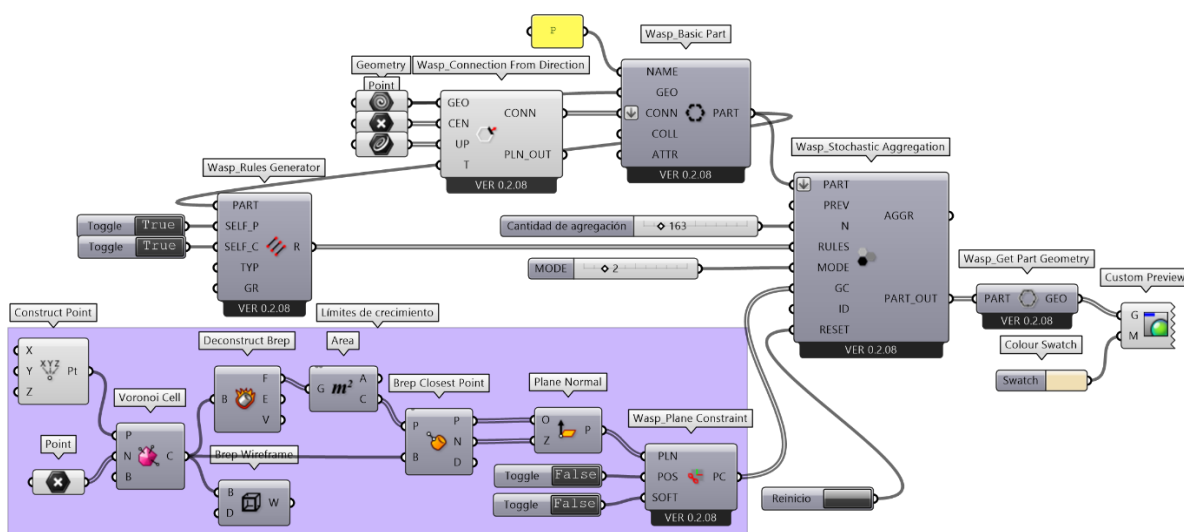 P
Wasp_Basic Part
NAME
GEO
CONN
COLL
ATTR
PART
VER 0.2.08
Geometry
Point
Wasp_Connection From Direction
GEO
CEN
UP
T
CONN
PLN_OUT
VER 0.2.08
Wasp_Rules Generator
PART
SELF_P
SELF_C
TYP
GR
R
VER 0.2.08
Toggle True
Toggle True
Wasp_Stochastic Aggregation
PART
PREV
N
RULES
MODE
GC
ID
RESET
AGGR
PART_OUT
VER 0.2.08
Cantidad de agregación 163
MODE 2
Wasp_Get Part Geometry
PART GEO
VER 0.2.08
Custom Preview
G
M
Colour Swatch
Swatch
Construct Point
X
Y
Z
XYZ
Pt
Límites de crecimiento
Deconstruct Brep
B
F
E
V
Area
G m² A
C
Voronoi Cell
P
N
B
C
Point
Brep Wireframe
B
D
W
Brep Closest Point
P
B
P
N
D
Plane Normal
O
Z
P
Wasp_Plane Constraint
PLN
POS
SOFT
PC
VER 0.2.08
Toggle False
Toggle False
Reinicio